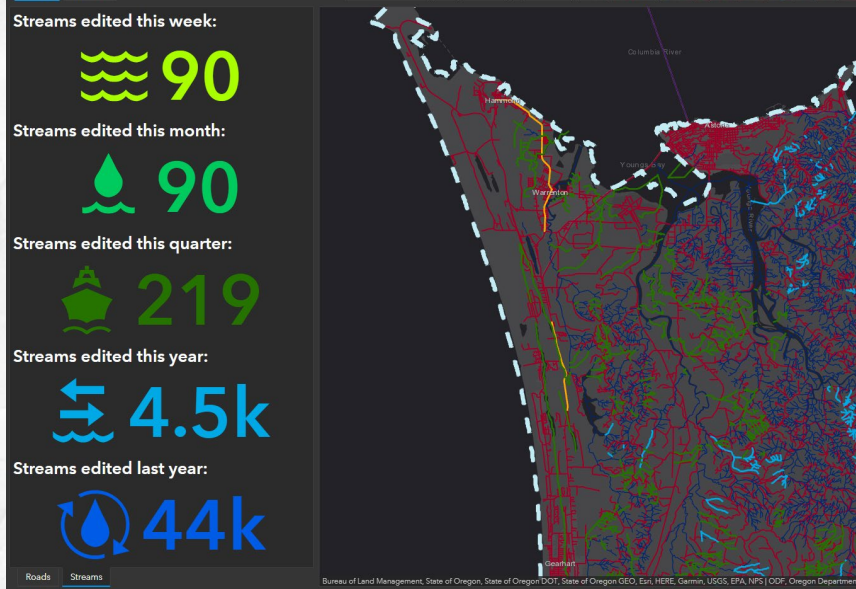 Streams edited this week:
90
Streams edited this month:
90
Streams edited this quarter:
219
Streams edited this year:
4.5k
Streams edited last year:
44k
Roads
Streams
Columbia River
Hammond
Astoria
Youngs Bay
Warrenton
River
Gearhart
Bureau of Land Management, State of Oregon, State of Oregon DOT, State of Oregon GEO, Esri, HERE, Garmin, USGS, EPA, NPS | ODF, Oregon Departmen